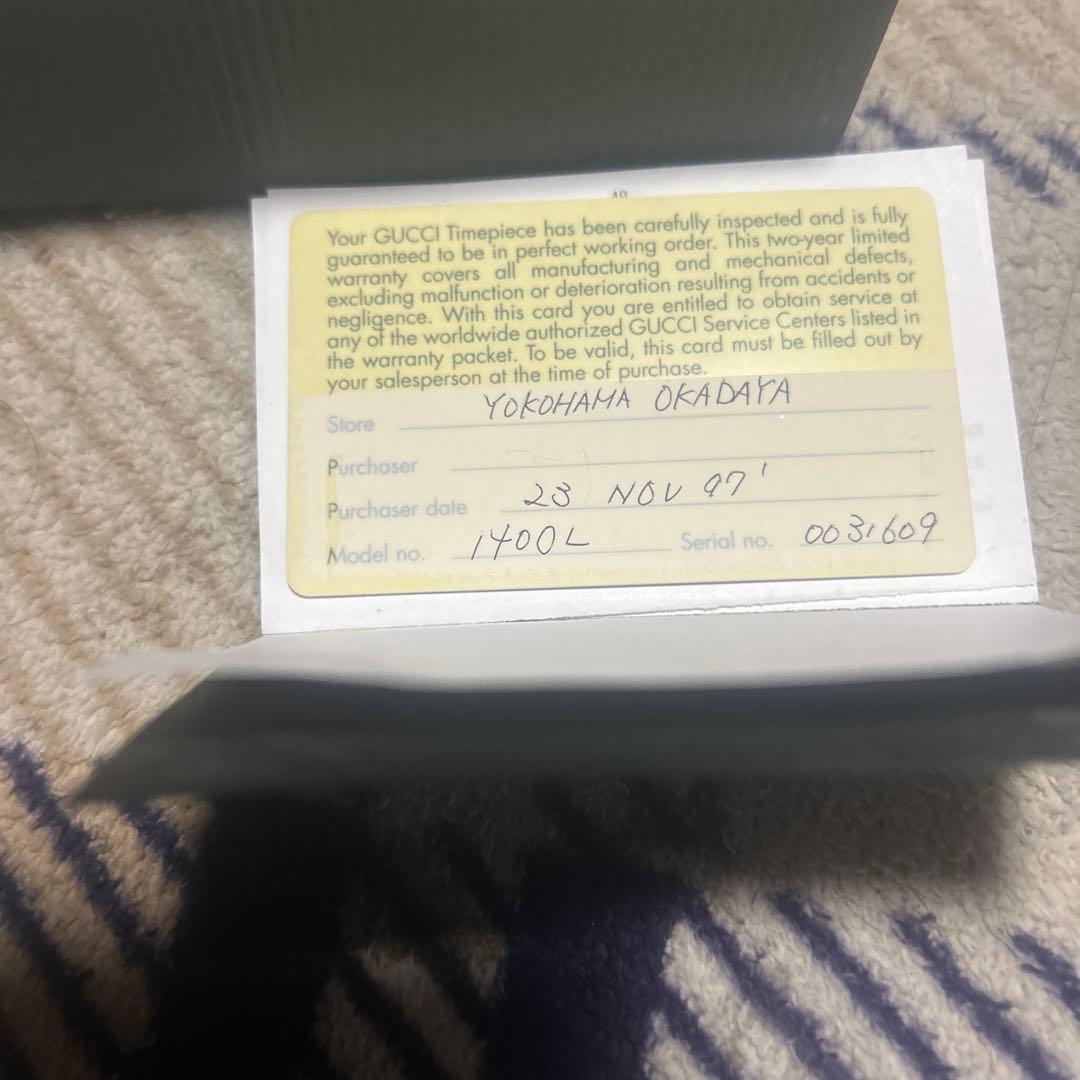 49
Your GUCCI Timepiece has been carefully inspected and is fully
guaranteed to be in perfect working order. This two-year limited
warranty covers all manufacturing and mechanical defects,
excluding malfunction or deterioration resulting from accidents or
negligence. With this card you are entitled to obtain service at
any of the worldwide authorized GUCCI Service Centers listed in
the warranty packet. To be valid, this card must be filled out by
your salesperson at the time of purchase.
Store YOKOHAMA OKADAYA
Purchaser
Purchaser date 23 NOV 97'
Model no. 1400L Serial no. 0031609